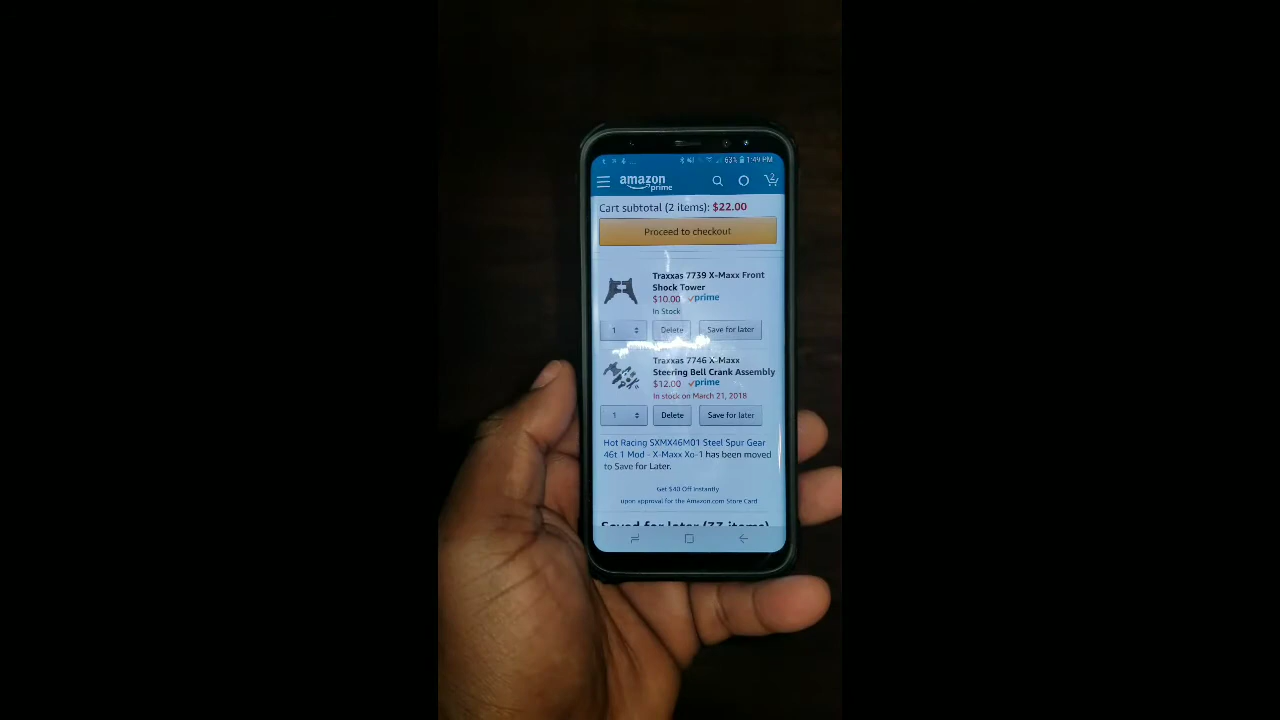 63% 1:49 PM
amazon
prime
2
Cart subtotal (2 items): $22.00
Proceed to checkout
Traxxas 7739 X-Maxx Front
Shock Tower
$10.00 prime
In Stock
1 Delete Save for later
Traxxas 7746 X-Maxx
Steering Bell Crank Assembly
$12.00 prime
In stock on March 21, 2018
1 Delete Save for later
Hot Racing SXMX46M01 Steel Spur Gear
46t 1 Mod - X-Maxx Xo-1 has been moved
to Save for Later.
Get $40 Off Instantly
upon approval for the Amazon.com Store Card
Saved for later (33 items)